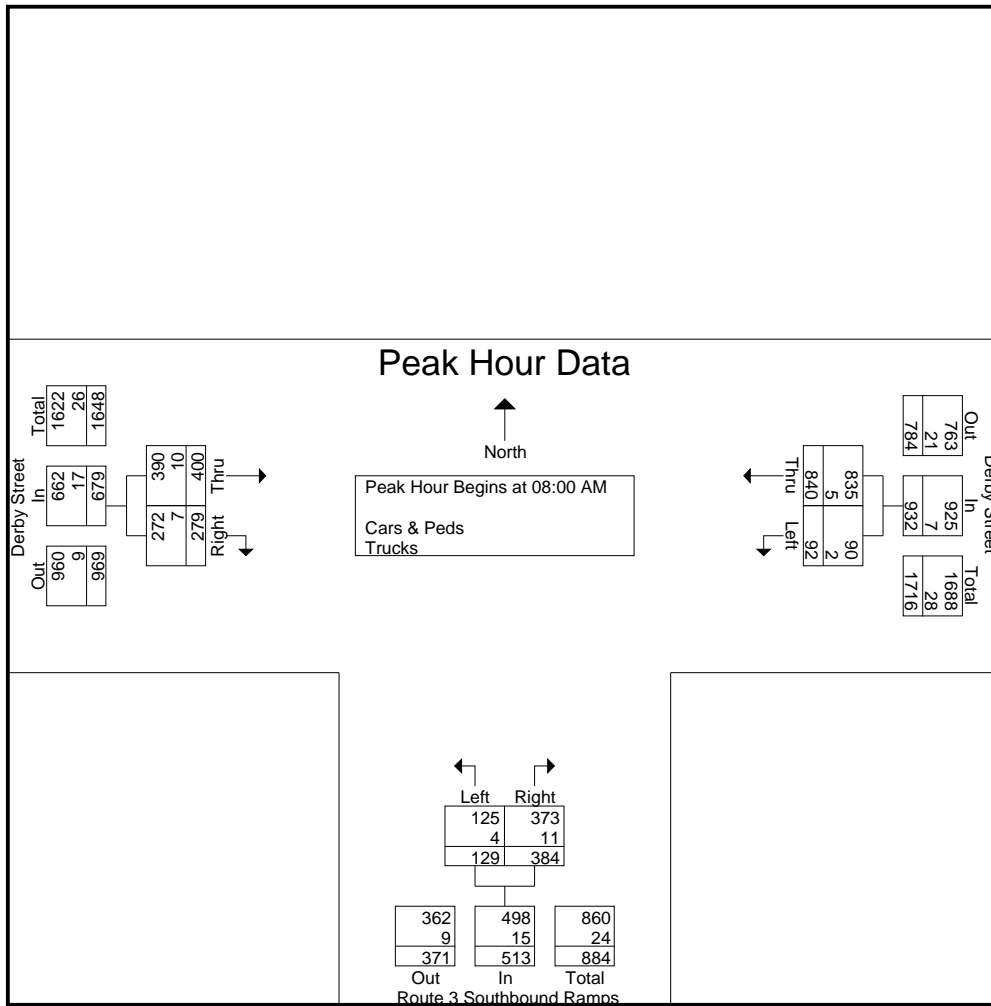 Peak Hour Data
North
Peak Hour Begins at 08:00 AM
Cars & Peds
Trucks
Derby Street
Out In Total
960 662 1622
9 17 26
969 679 1648
Right Thru
272 390
7 10
279 400
Derby Street
Out In Total
763 925 1688
21 7 28
784 932 1716
Thru Left
835 90
5 2
840 92
Left Right
125 373
4 11
129 384
362 498 860
9 15 24
371 513 884
Out In Total
Route 3 Southbound Ramps